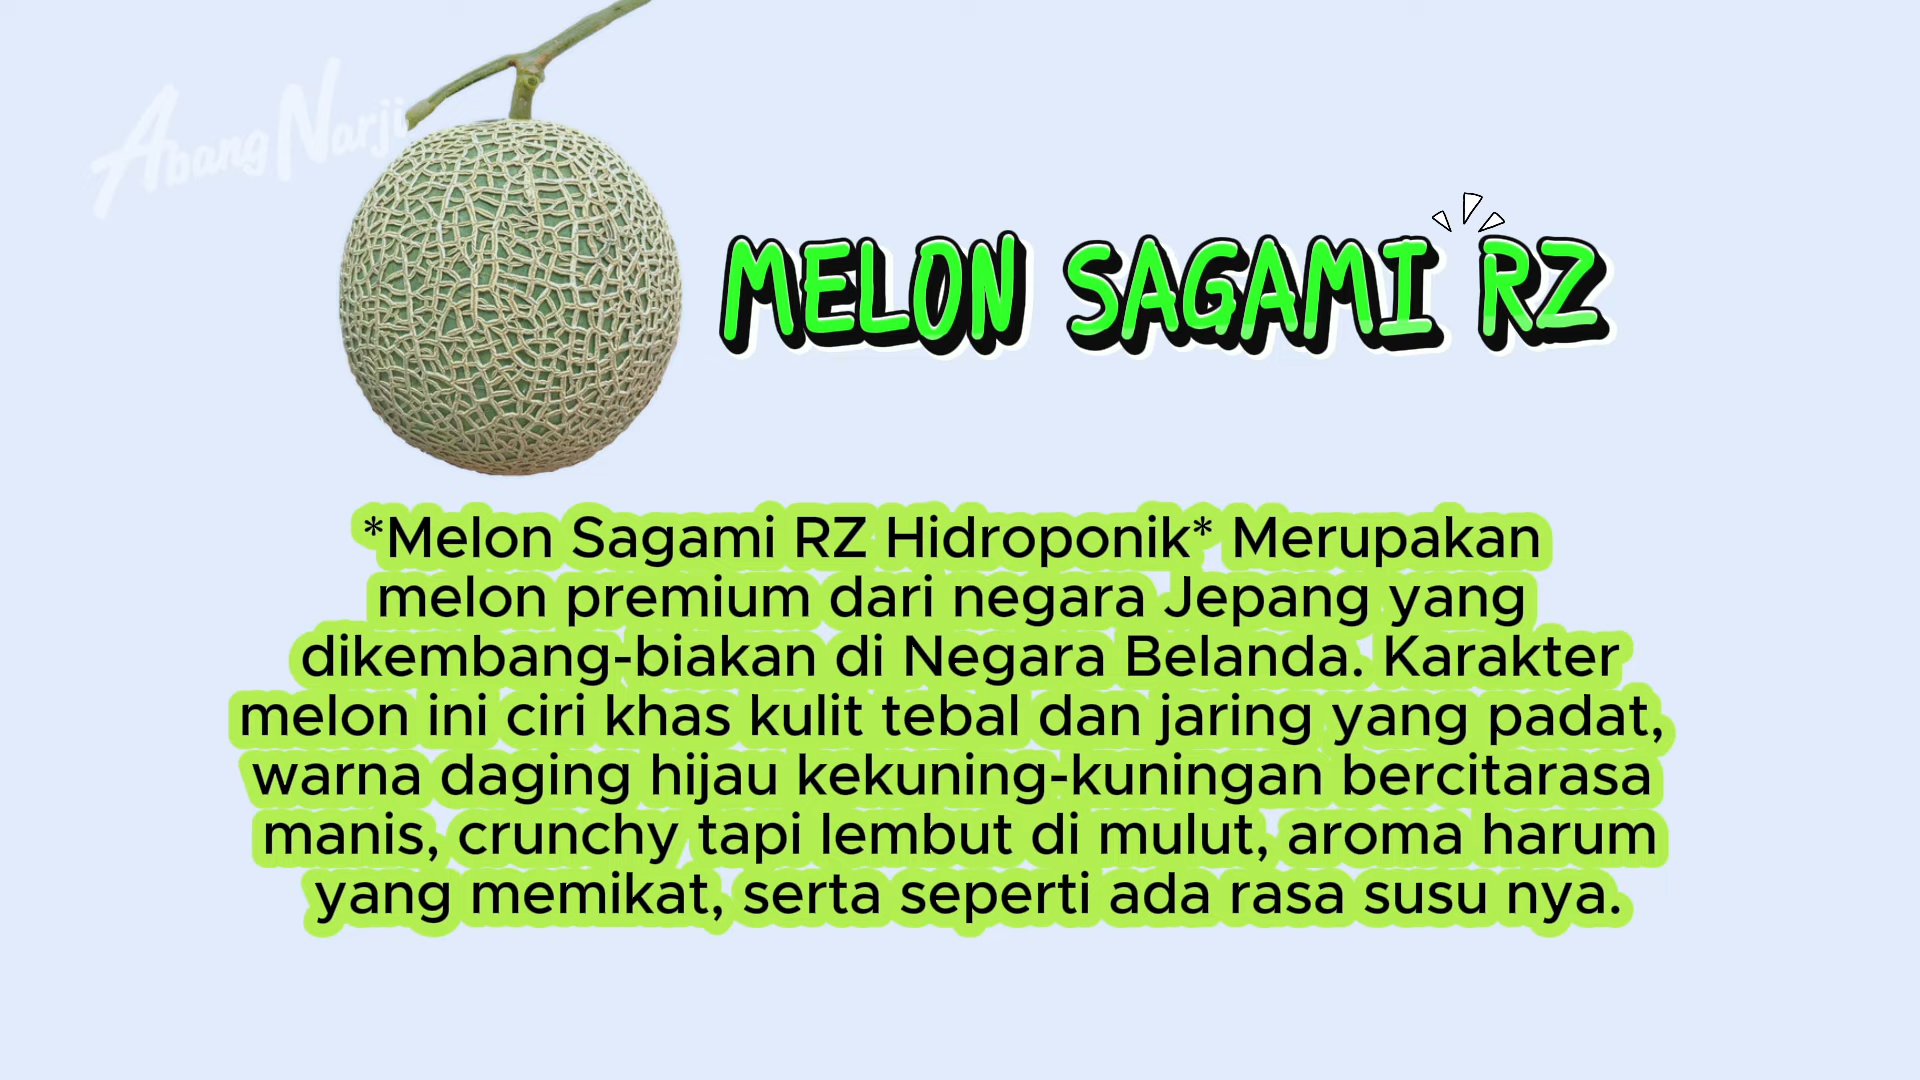 Abang Narji
MELON SAGAMI RZ
*Melon Sagami RZ Hidroponik* Merupakan
melon premium dari negara Jepang yang
dikembang-biakan di Negara Belanda. Karakter
melon ini ciri khas kulit tebal dan jaring yang padat,
warna daging hijau kekuning-kuningan bercitarasa
manis, crunchy tapi lembut di mulut, aroma harum
yang memikat, serta seperti ada rasa susu nya.